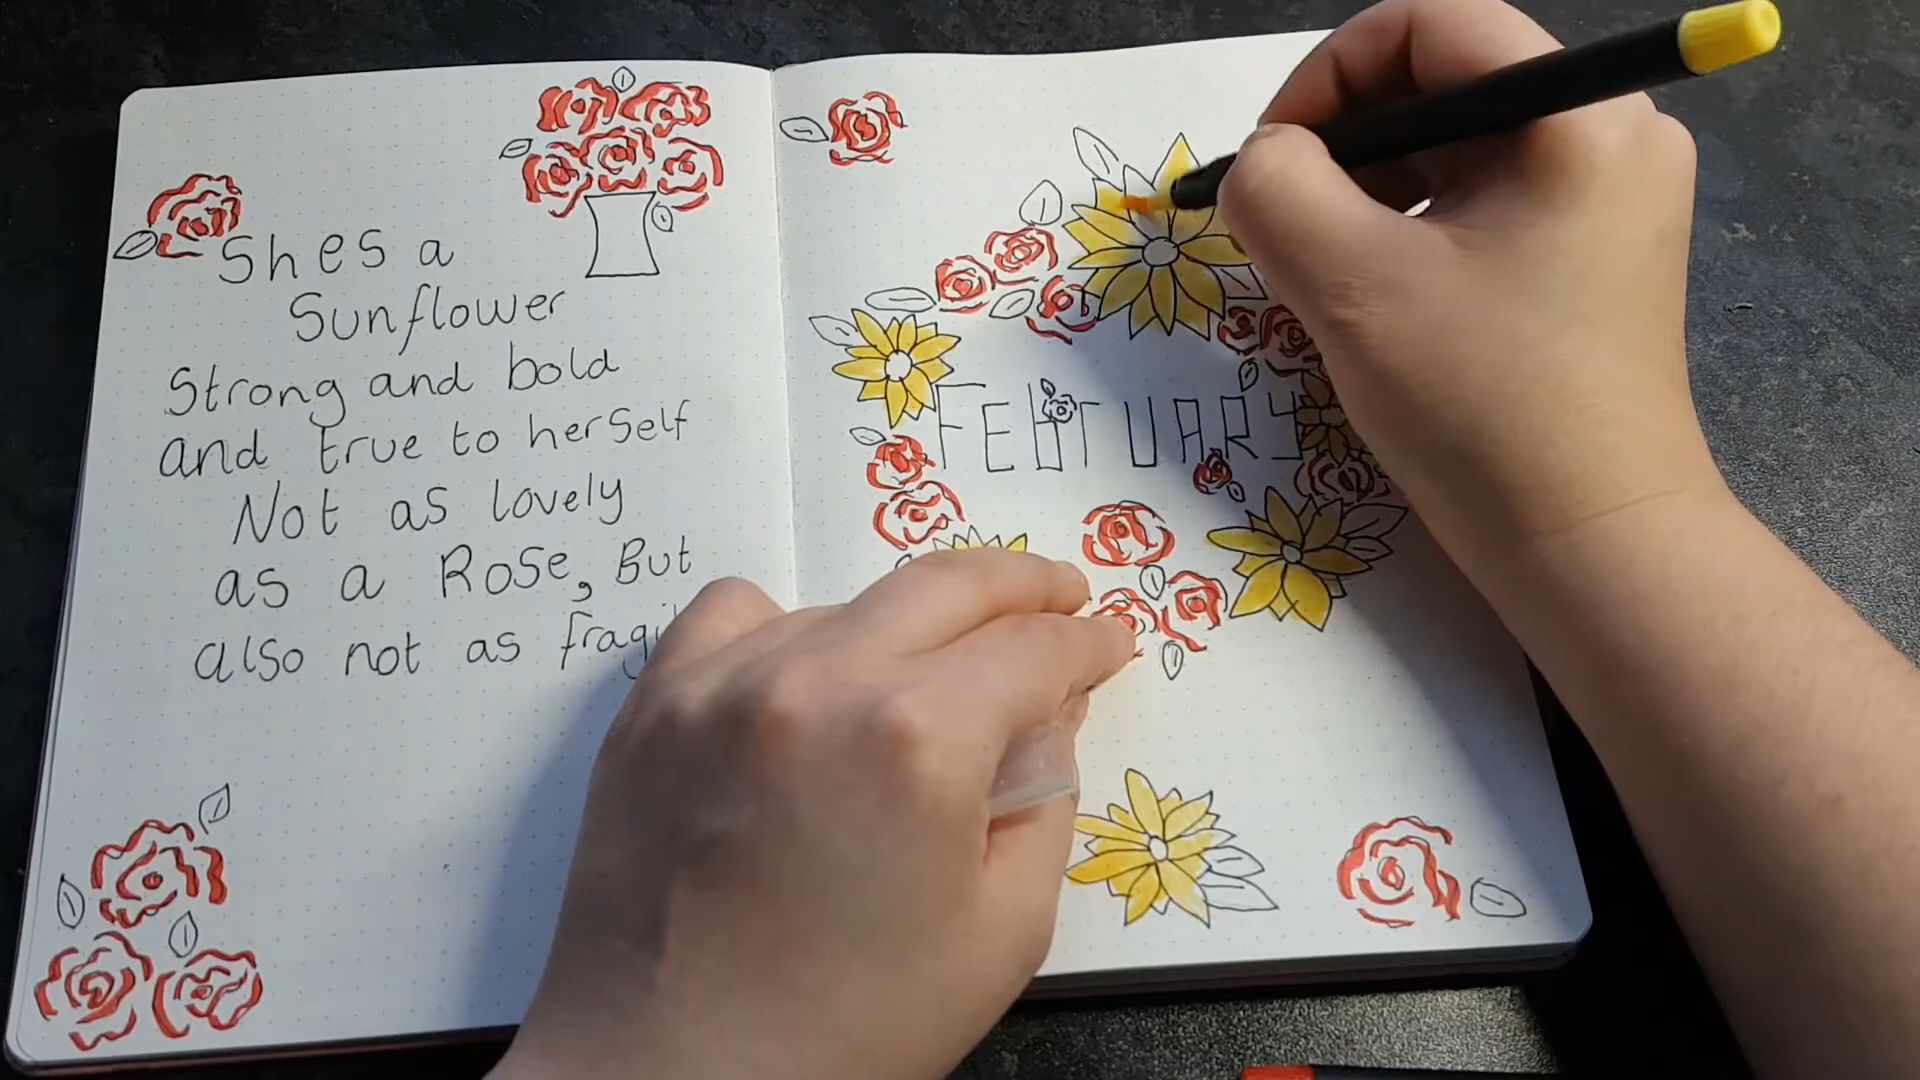 Shes a
Sunflower
Strong and bold
and true to herself
Not as lovely
as a Rose, But
also not as
FEbrUARY